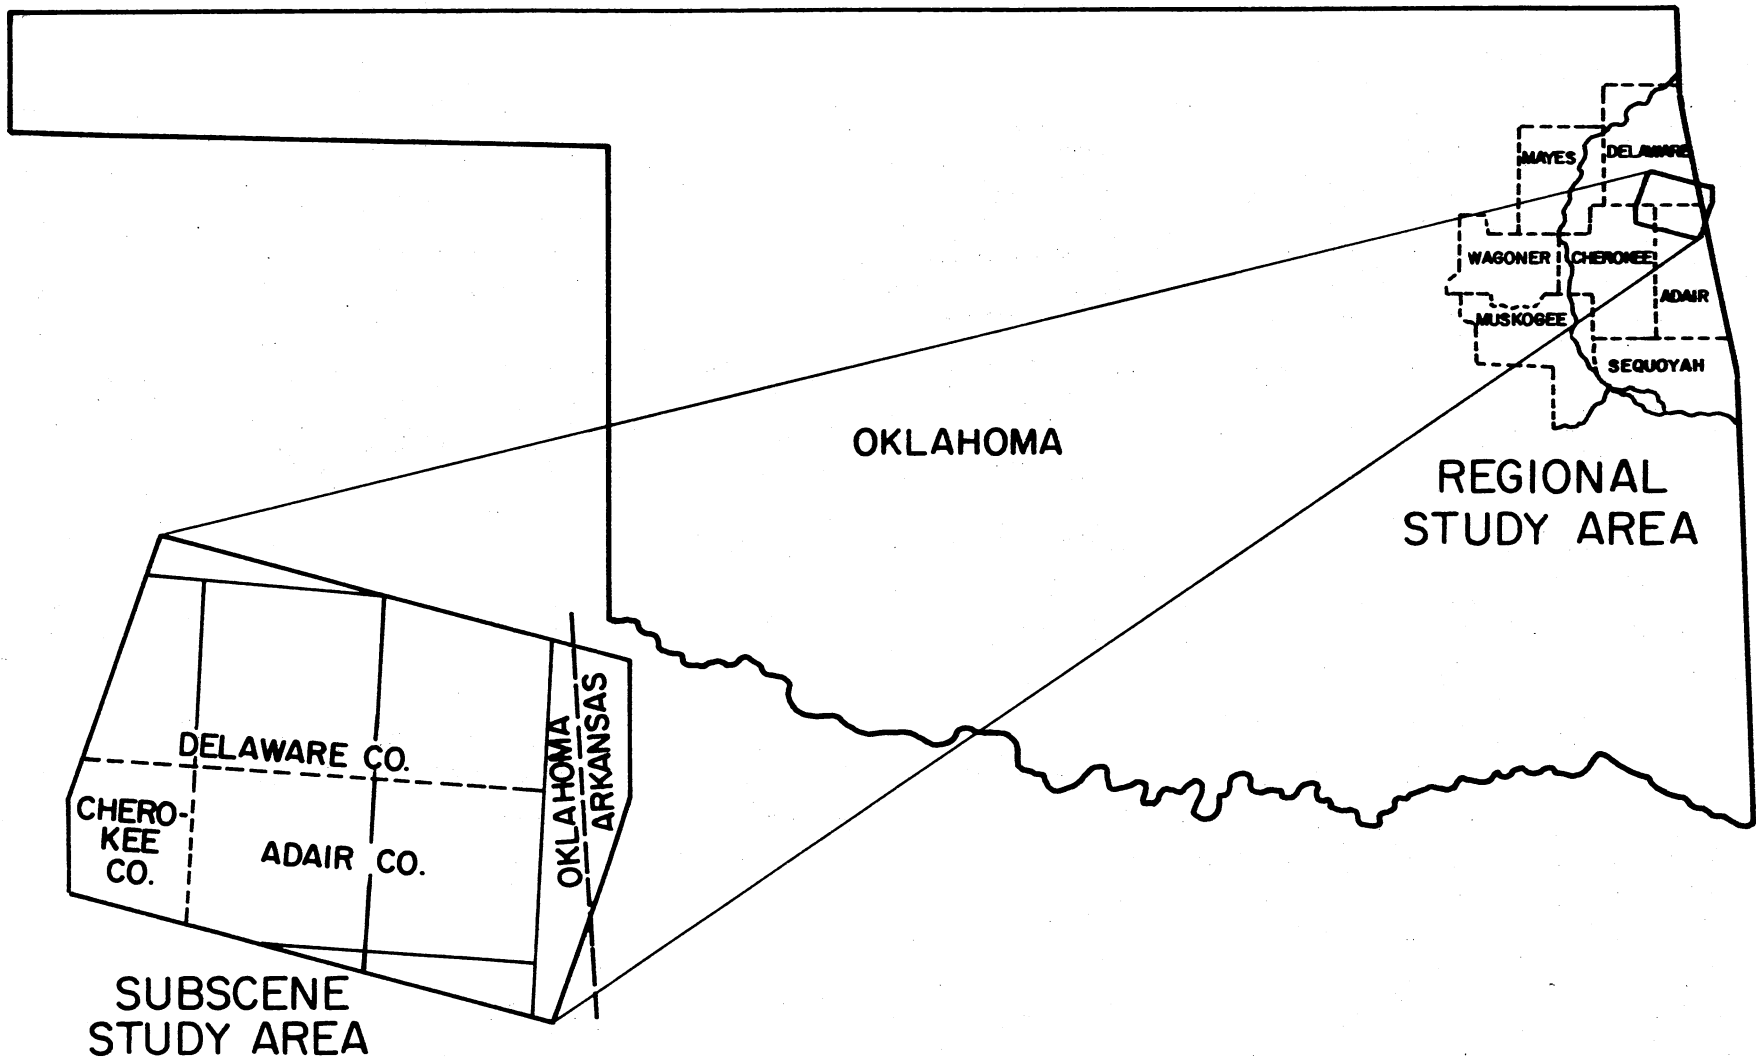 MAYES
DELAWARE
WAGONER
CHEROKEE
ADAIR
MUSKOGEE
SEQUOYAH
OKLAHOMA
REGIONAL
STUDY AREA
DELAWARE CO.
CHERO-
KEE
CO.
ADAIR CO.
OKLAHOMA
ARKANSAS
SUBSCENE
STUDY AREA